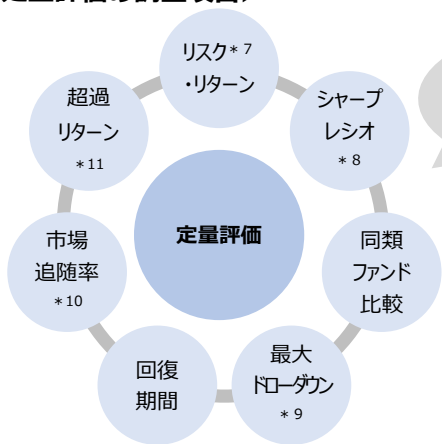 リスク*7
・リターン
シャープ
レシオ
*8
同類
ファンド
比較
最大
ドローダウン
*9
回復
期間
市場
追随率
*10
超過
リターン
*11
定量評価